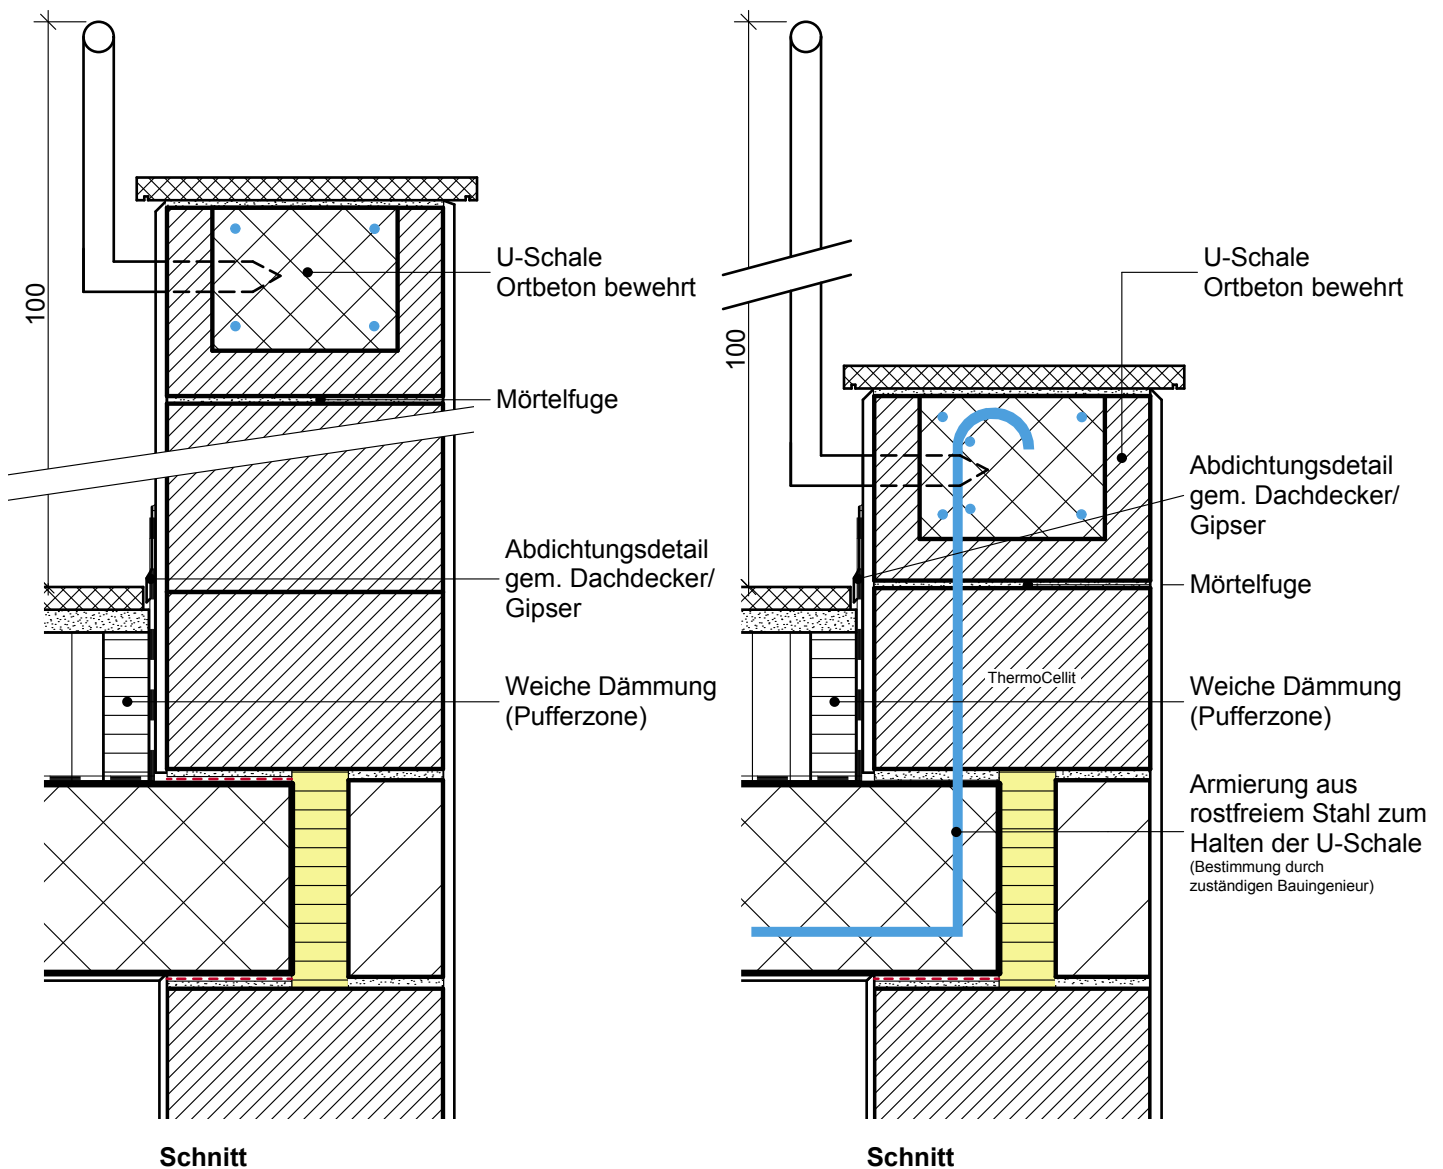 100
U-Schale
Ortbeton bewehrt
Mörtelfuge
Abdichtungsdetail
gem. Dachdecker/
Gipser
Weiche Dämmung
(Pufferzone)
Schnitt
100
U-Schale
Ortbeton bewehrt
Abdichtungsdetail
gem. Dachdecker/
Gipser
Mörtelfuge
ThermoCellit
Weiche Dämmung
(Pufferzone)
Armierung aus
rostfreiem Stahl zum
Halten der U-Schale
(Bestimmung durch
zuständigen Bauingenieur)
Schnitt